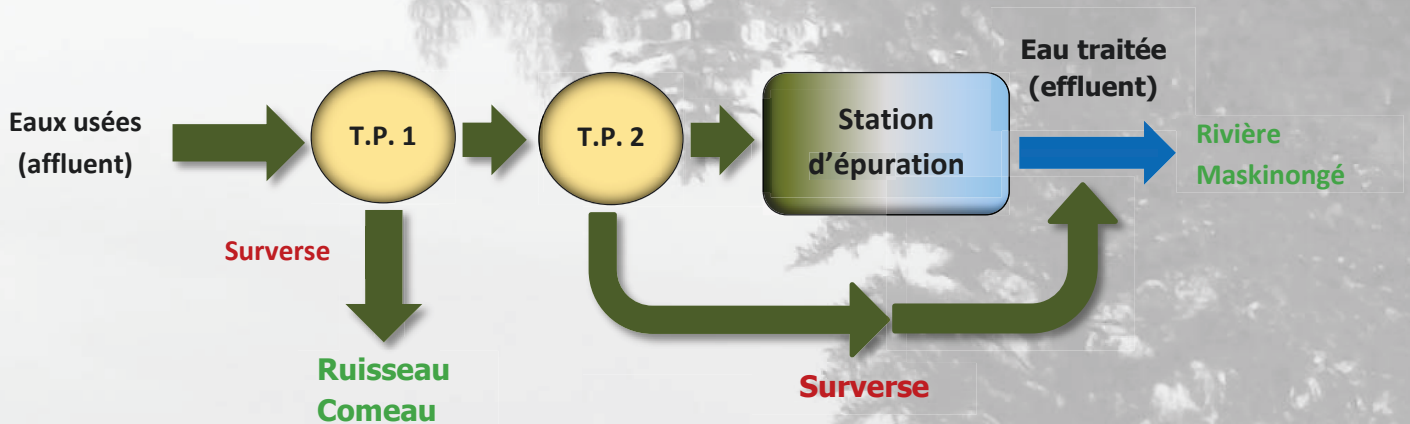 Eaux usées
(affluent)
T.P. 1
T.P. 2
Station
d'épuration
Eau traitée
(effluent)
Rivière
Maskinongé
Surverse
Ruisseau
Comeau
Surverse